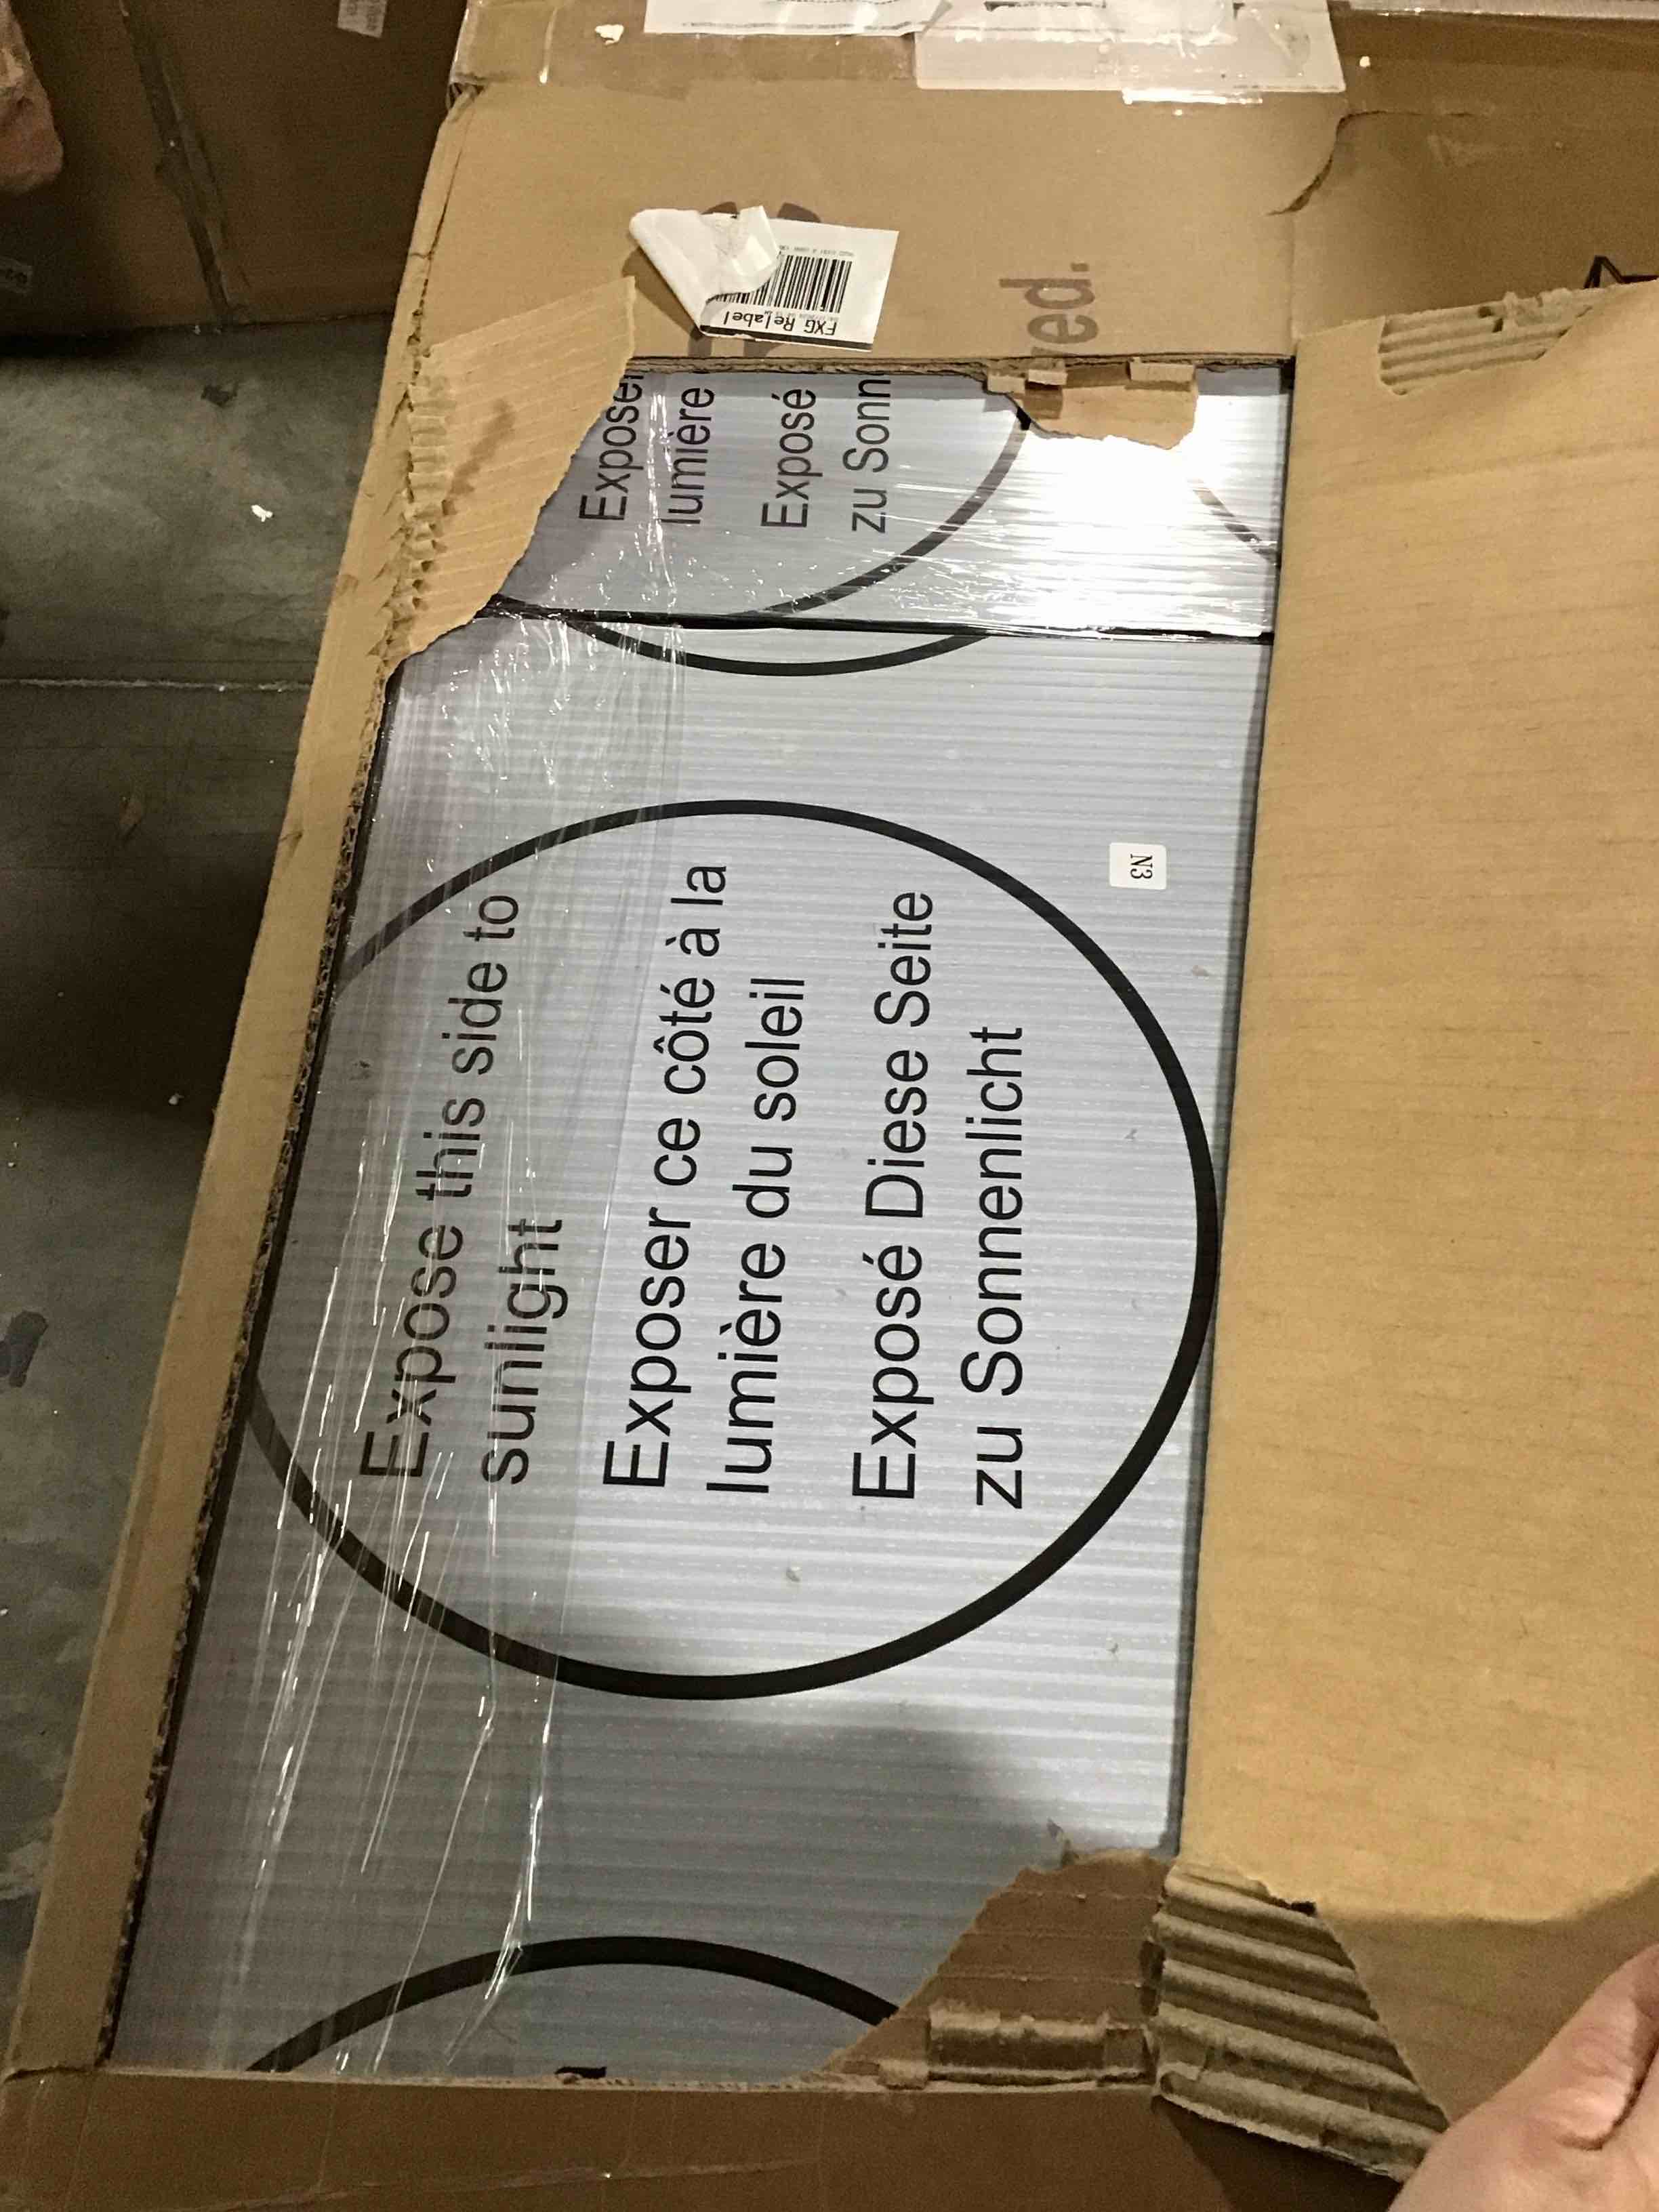 FXG Relabel
ed.
Exposer
lumière
Exposé
zu Sonn
N3
Expose this side to
sunlight
Exposer ce côté à la
lumière du soleil
Exposé Diese Seite
zu Sonnenlicht